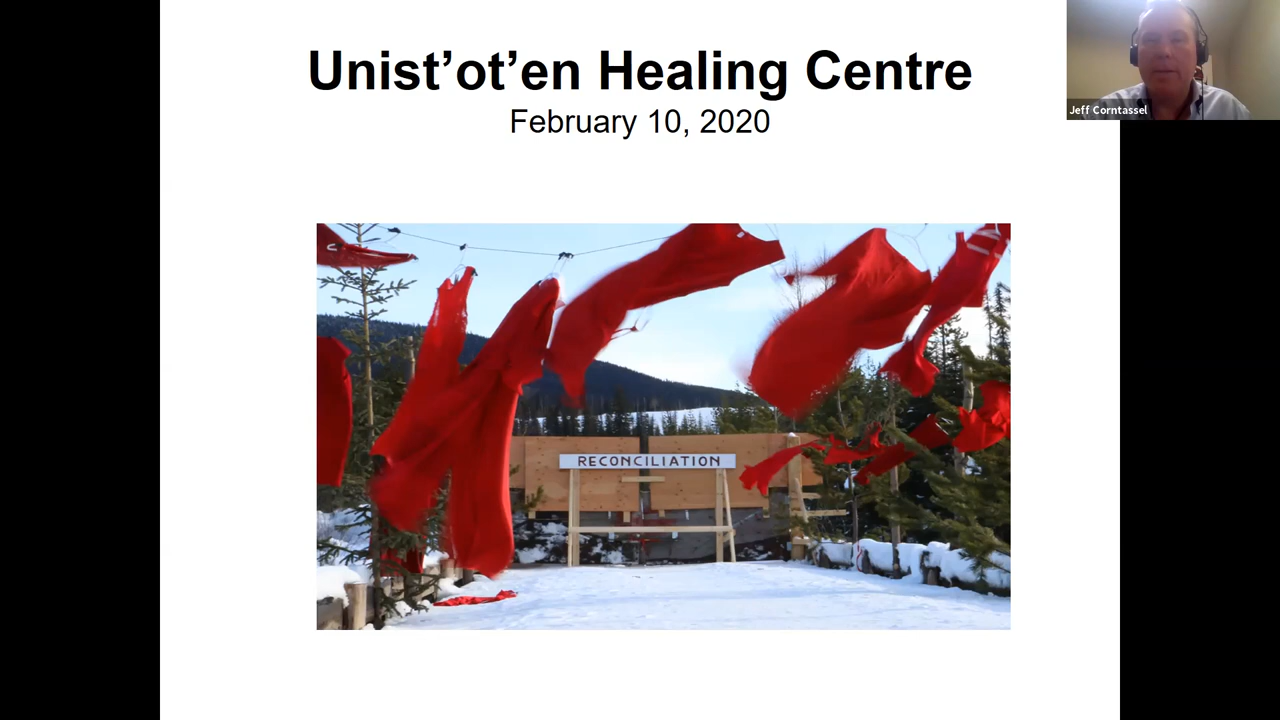 Unist’ot’en Healing Centre
February 10, 2020
Jeff Corntassel
RECONCILIATION